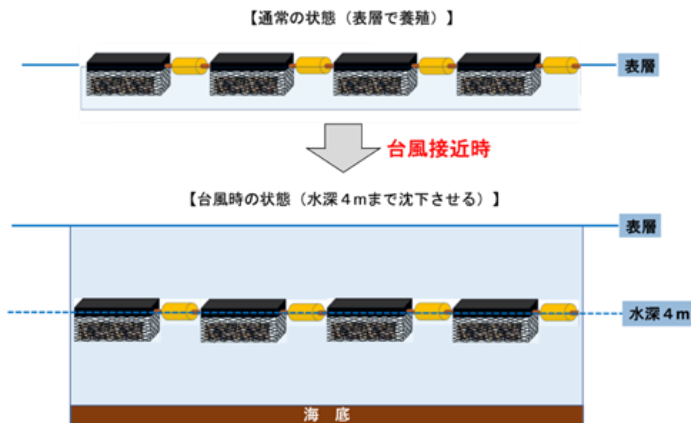 【通常の状態（表層で養殖）】
表層
台風接近時
【台風時の状態（水深４mまで沈下させる）】
表層
水深４m
海 底